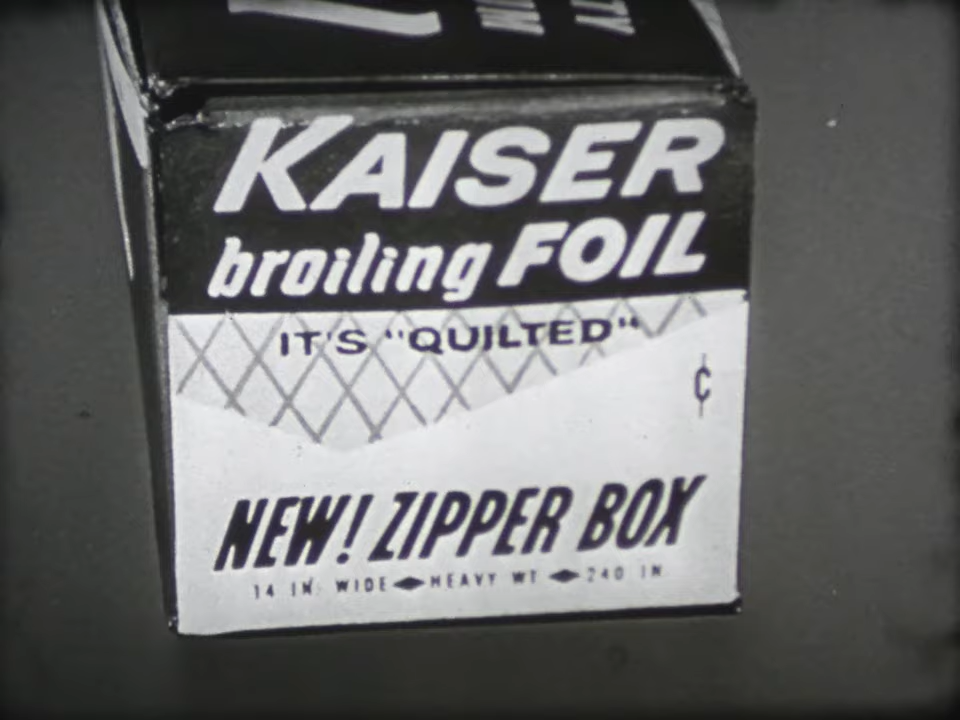 KAISER
broiling FOIL
IT'S "QUILTED"
¢
NEW! ZIPPER BOX
14 IN. WIDE◆HEAVY WT◆240 IN